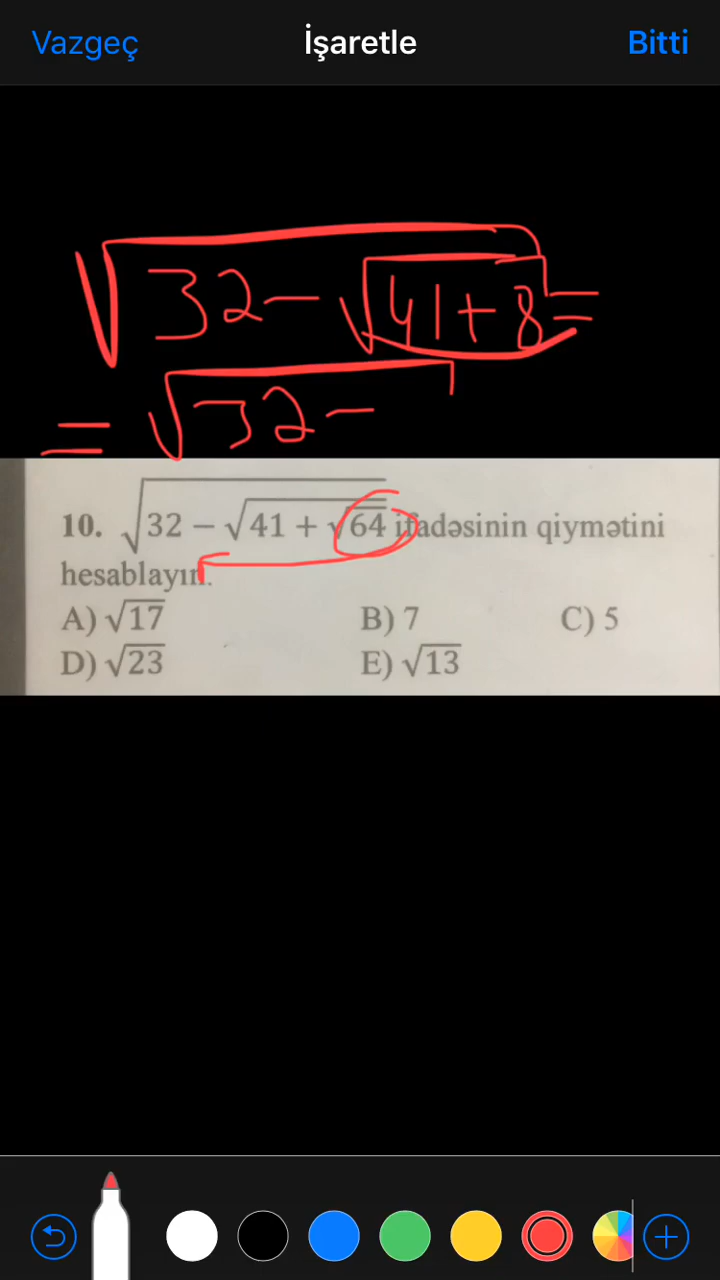 Vazgeç İşaretle Bitti
√32 − √41 + 8 =
= √32 −
10. √32 − √41 + √64 ifadəsinin qiymətini
hesablayın.
A) √17 B) 7 C) 5
D) √23 E) √13